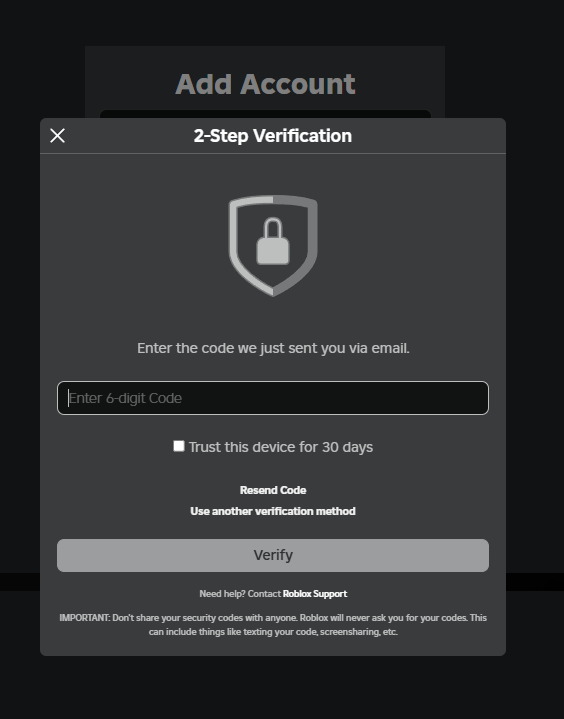 Add Account
2-Step Verification
Enter the code we just sent you via email.
Enter 6-digit Code
Trust this device for 30 days
Resend Code
Use another verification method
Verify
Need help? Contact Roblox Support
IMPORTANT: Don't share your security codes with anyone. Roblox will never ask you for your codes. This
can include things like texting your code, screensharing, etc.